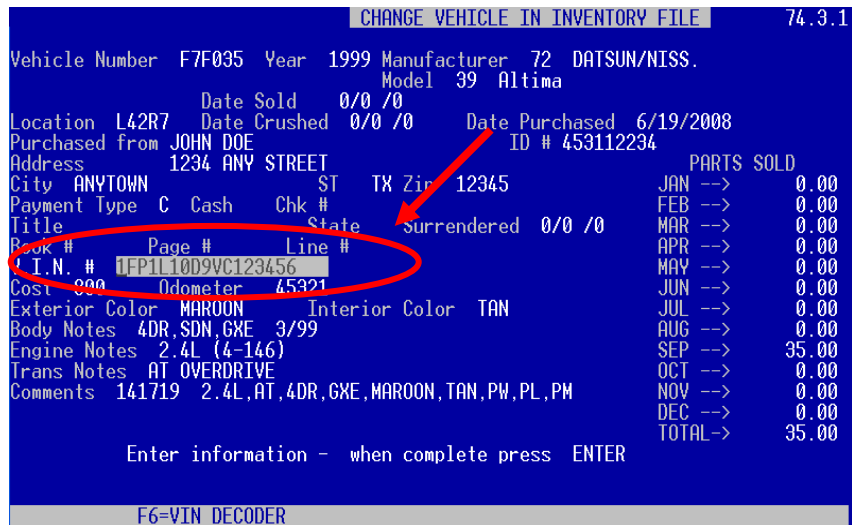 CHANGE VEHICLE IN INVENTORY FILE 74.3.1
Vehicle Number F7F035 Year 1999 Manufacturer 72 DATSUN/NISS.
Model 39 Altima
Date Sold 0/0 /0
Location L42R7 Date Crushed 0/0 /0 Date Purchased 6/19/2008
Purchased from JOHN DOE ID # 453112234
Address 1234 ANY STREET PARTS SOLD
City ANYTOWN ST TX Zip 12345 JAN --> 0.00
Payment Type C Cash Chk # FEB --> 0.00
Title State Surrendered 0/0 /0 MAR --> 0.00
Book # Page # Line # APR --> 0.00
V.I.N. # 1FP1L10D9VC123456 MAY --> 0.00
Cost 800 Odometer 45321 JUN --> 0.00
Exterior Color MAROON Interior Color TAN JUL --> 0.00
Body Notes 4DR,SDN,GXE 3/99 AUG --> 0.00
Engine Notes 2.4L (4-146) SEP --> 35.00
Trans Notes AT OVERDRIVE OCT --> 0.00
Comments 141719 2.4L,AT,4DR,GXE,MAROON,TAN,PW,PL,PM NOV --> 0.00
DEC --> 0.00
TOTAL-> 35.00
Enter information - when complete press ENTER
F6=VIN DECODER